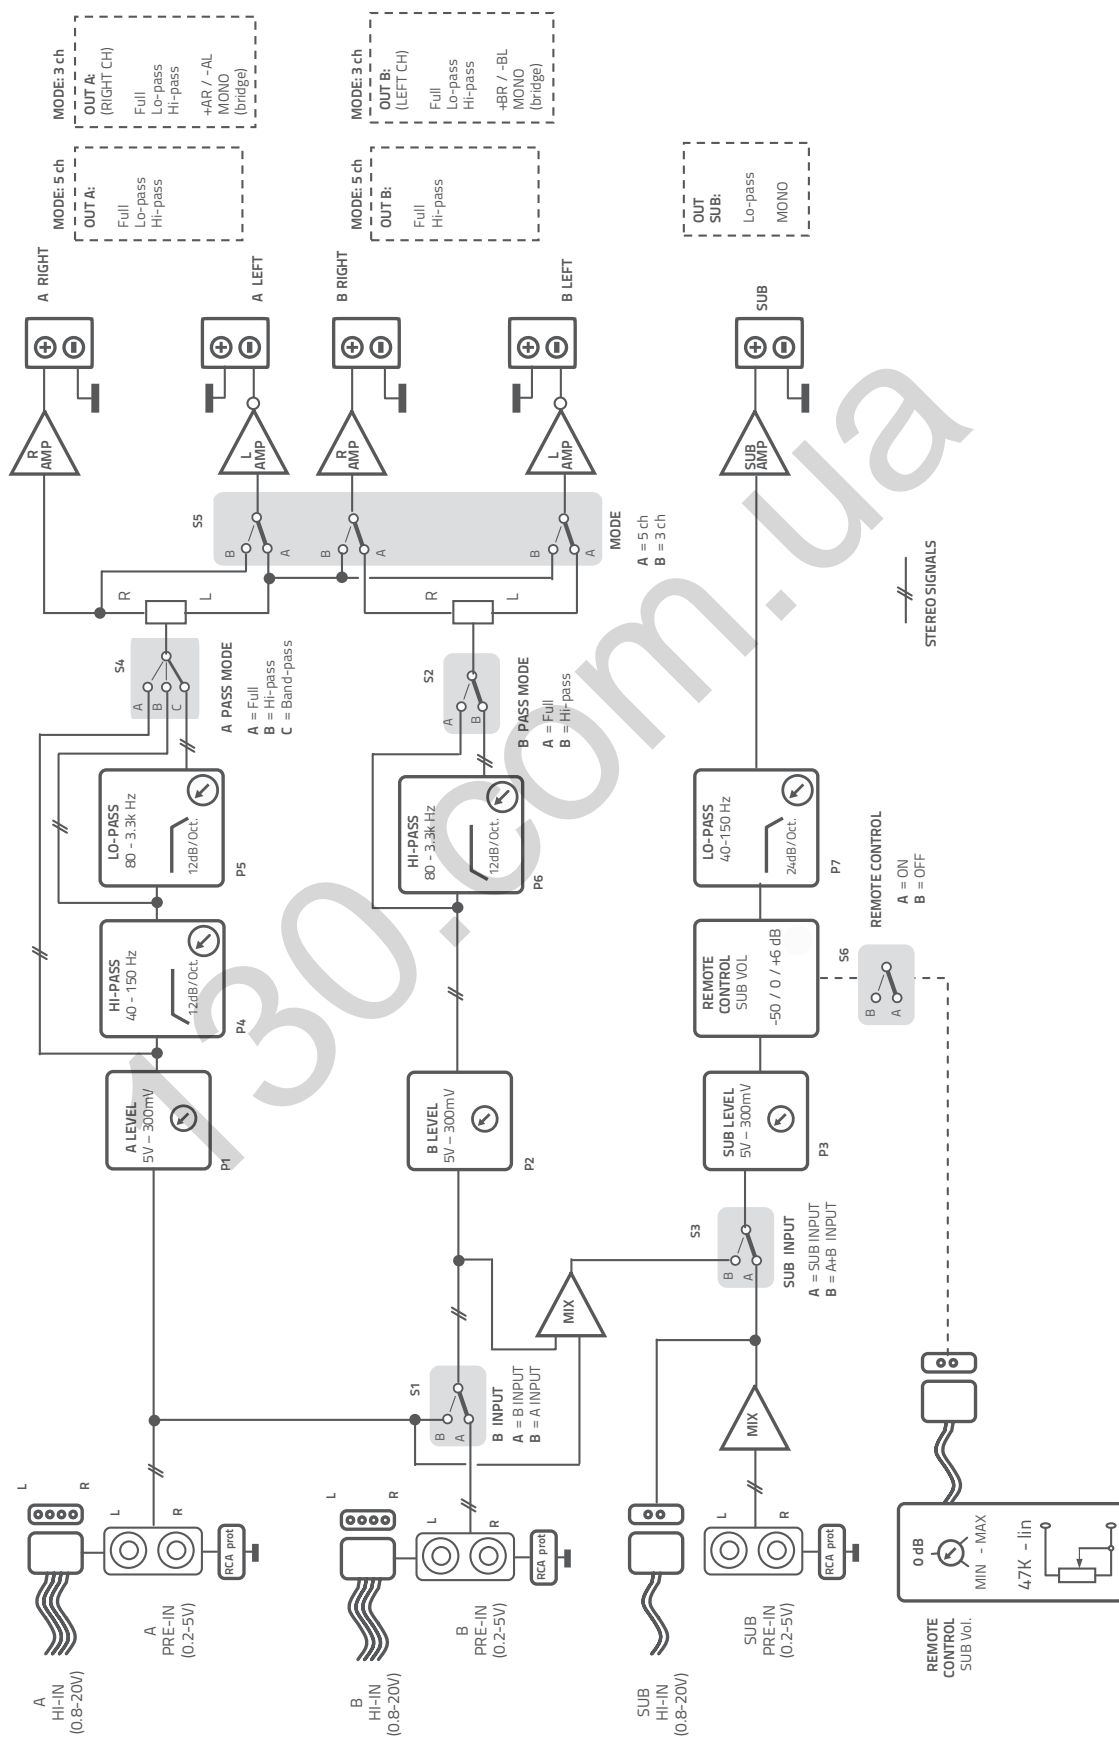 A
HI-IN
(0.8-20V)
L
R
A
PRE-IN
(0.2-5V)
L
R
RCA prot
A LEVEL
5V – 300mV
P1
HI-PASS
40 - 150 Hz
12dB/Oct.
P4
LO-PASS
80 - 3.3k Hz
12dB/Oct.
P5
S4
A
B
C
A PASS MODE
A = Full
B = Hi-pass
C = Band-pass
R
L
S5
B
A
B
A
B
A
MODE
A = 5 ch
B = 3 ch
R
AMP
L
AMP
R
AMP
L
AMP
A RIGHT
A LEFT
B RIGHT
B LEFT
MODE: 5 ch
OUT A:
Full
Lo-pass
Hi-pass
MODE: 3 ch
OUT A:
(RIGHT CH)
Full
Lo-pass
Hi-pass
+AR / -AL
MONO
(bridge)
MODE: 5 ch
OUT B:
Full
Hi-pass
MODE: 3 ch
OUT B:
(LEFT CH)
Full
Lo-pass
Hi-pass
+BR / -BL
MONO
(bridge)
B
HI-IN
(0.8-20V)
L
R
B
PRE-IN
(0.2-5V)
L
R
RCA prot
S1
B
A
B INPUT
A = B INPUT
B = A INPUT
MIX
B LEVEL
5V – 300mV
P2
HI-PASS
80 - 3.3k Hz
12dB/Oct.
P6
S2
A
B
B PASS MODE
A = Full
B = Hi-pass
R
L
SUB
HI-IN
(0.8-20V)
SUB
PRE-IN
(0.2-5V)
L
R
RCA prot
MIX
S3
B
A
SUB INPUT
A = SUB INPUT
B = A+B INPUT
SUB LEVEL
5V – 300mV
P3
REMOTE
CONTROL
SUB VOL
-50 / 0 / +6 dB
LO-PASS
40-150 Hz
24dB/Oct.
P7
SUB
AMP
SUB
OUT
SUB:
Lo-pass
MONO
S6
B
A
REMOTE CONTROL
A = ON
B = OFF
STEREO SIGNALS
REMOTE
CONTROL
SUB Vol.
0 dB
MIN - MAX
47K - lin
130.com.ua